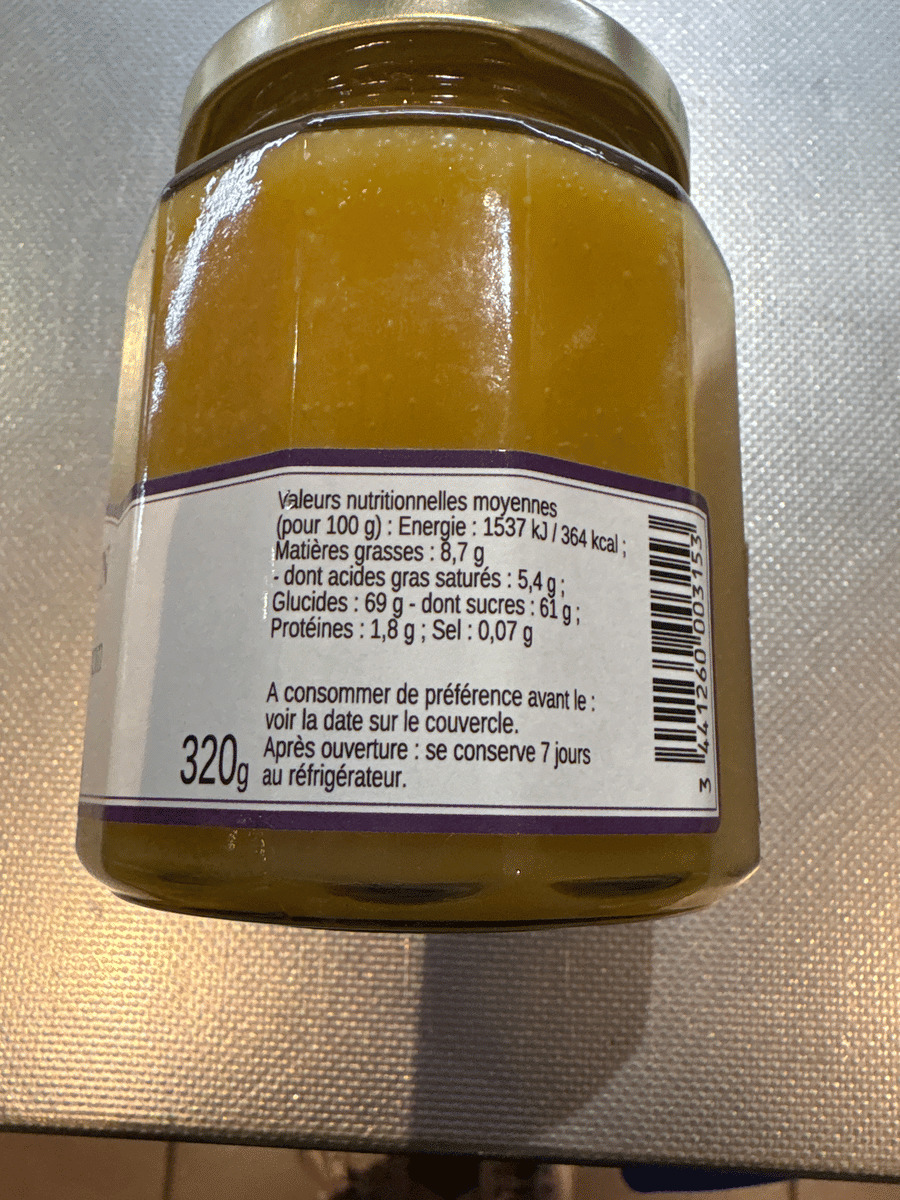 Valeurs nutritionnelles moyennes
(pour 100 g) : Energie : 1537 kJ / 364 kcal ;
Matières grasses : 8,7 g
- dont acides gras saturés : 5,4 g ;
Glucides : 69 g - dont sucres : 61 g ;
Protéines : 1,8 g ; Sel : 0,07 g
A consommer de préférence avant le :
voir la date sur le couvercle.
Après ouverture : se conserve 7 jours
au réfrigérateur.
320g
3 441260 003153